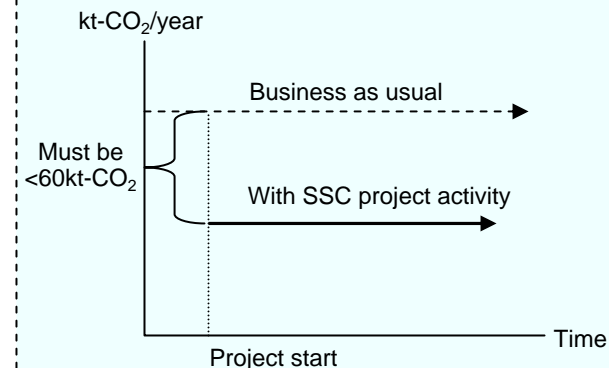 kt-CO₂/year
Business as usual
Must be
<60kt-CO₂
With SSC project activity
Time
Project start